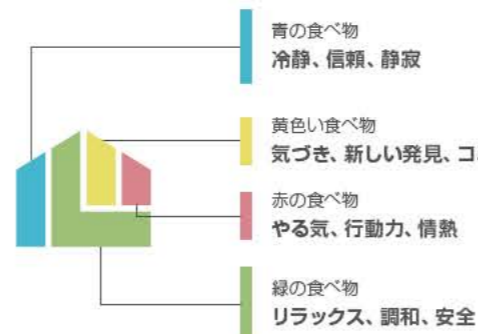 青の食べ物
冷静、信頼、静寂
黄色い食べ物
気づき、新しい発見、コ
赤の食べ物
やる気、行動力、情熱
緑の食べ物
リラックス、調和、安全